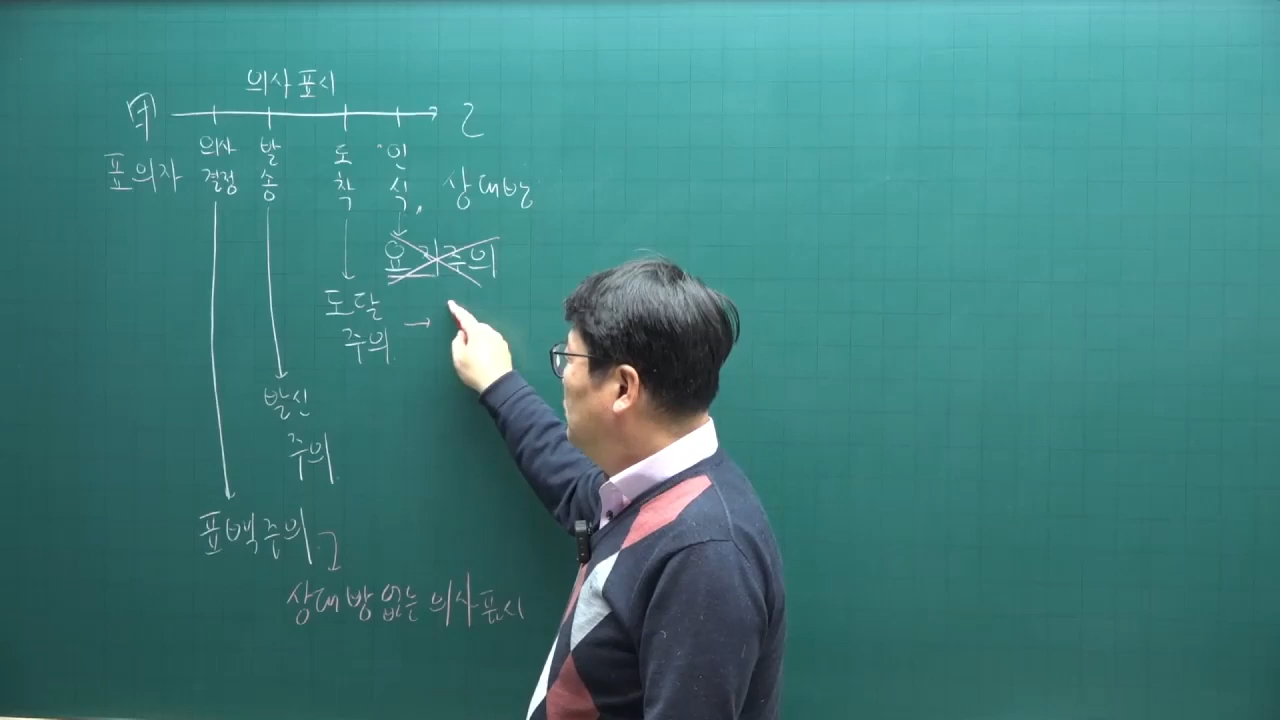 의사표시
甲 乙
표의자 의사결정 발송 도착 인식 상대방
요지주의
도달
주의
발신
주의
표백주의
상대방 없는 의사표시